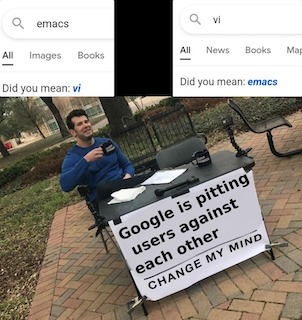 emacs
All Images Books
Did you mean: vi
vi
All News Books Map
Did you mean: emacs
Google is pitting
users against
each other
CHANGE MY MIND